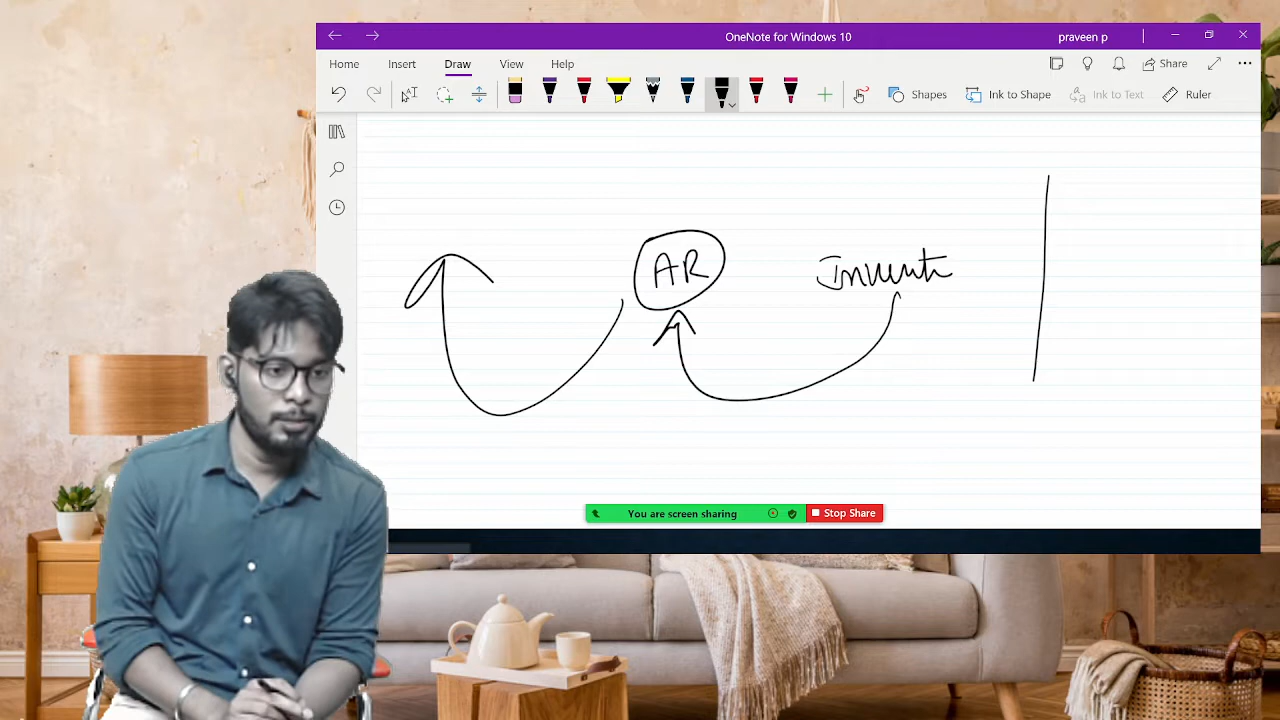 OneNote for Windows 10
praveen p
Home Insert Draw View Help
Share
Shapes Ink to Shape Ink to Text Ruler
AR
You are screen sharing Stop Share